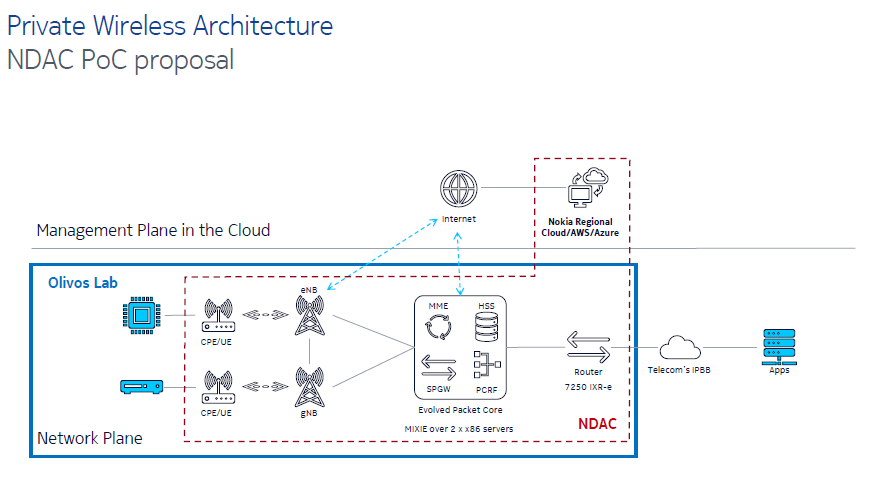 Private Wireless Architecture
NDAC PoC proposal
Internet
Nokia Regional
Cloud/AWS/Azure
Management Plane in the Cloud
Olivos Lab
eNB
CPE/UE
MME
HSS
SPGW
PCRF
Router
7250 IXR-e
Telecom's IPBB
Apps
CPE/UE
gNB
Evolved Packet Core
MIXIE over 2 x x86 servers
NDAC
Network Plane